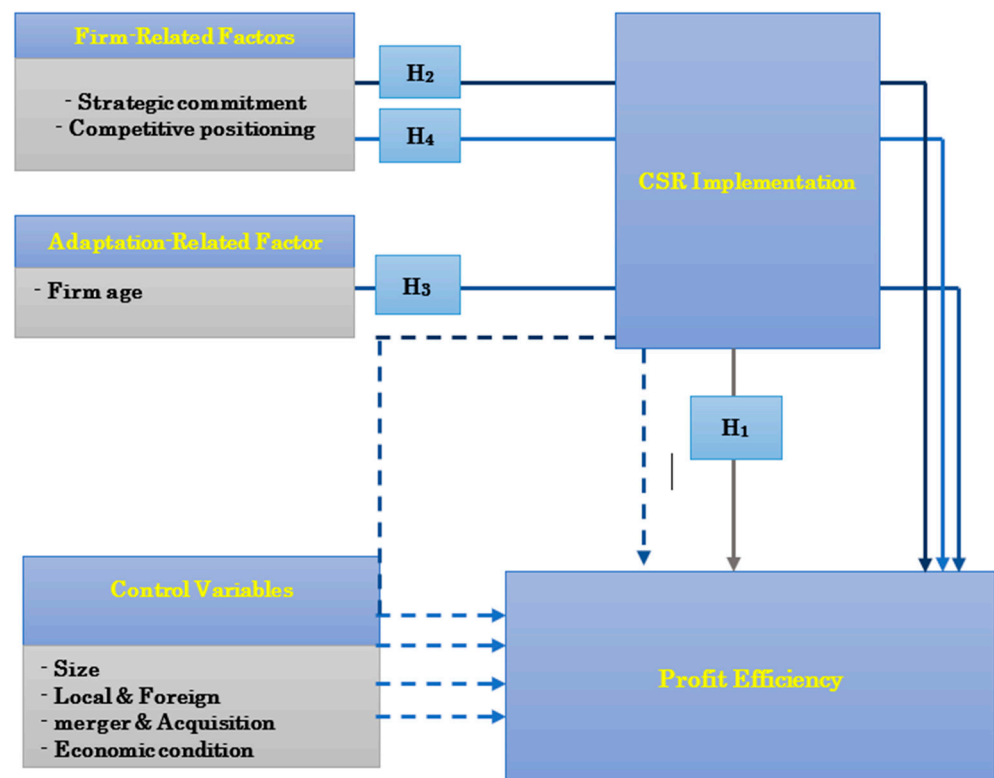 Firm-Related Factors
- Strategic commitment
- Competitive positioning
H₂
H₄
CSR Implementation
Adaptation-Related Factor
- Firm age
H₃
H₁
Control Variables
- Size
- Local & Foreign
- merger & Acquisition
- Economic condition
Profit Efficiency